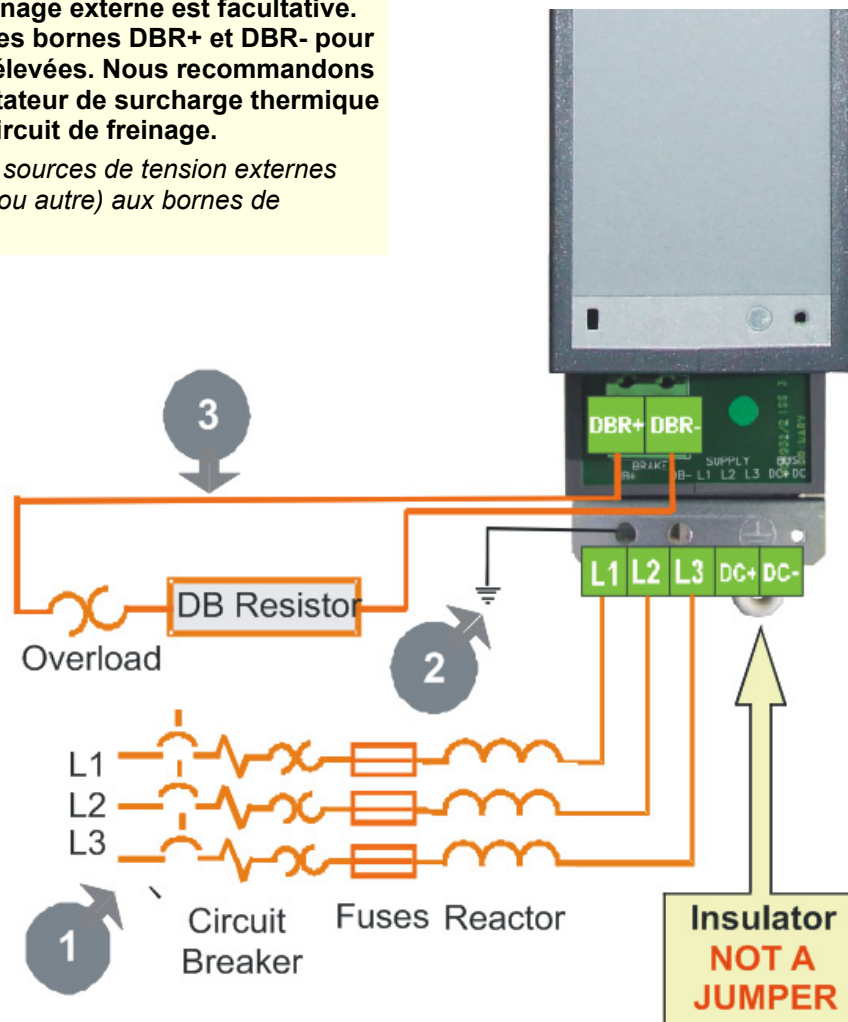 nage externe est facultative.
es bornes DBR+ et DBR- pour
élevées. Nous recommandons
tateur de surcharge thermique
ircuit de freinage.
sources de tension externes
ou autre) aux bornes de
3
DBR+ DBR-
BRAKE SUPPLY
DB- L1 L2 L3 DC+ DC
L1 L2 L3 DC+ DC-
DB Resistor
Overload
2
L1
L2
L3
1
Circuit
Breaker
Fuses Reactor
Insulator
NOT A
JUMPER